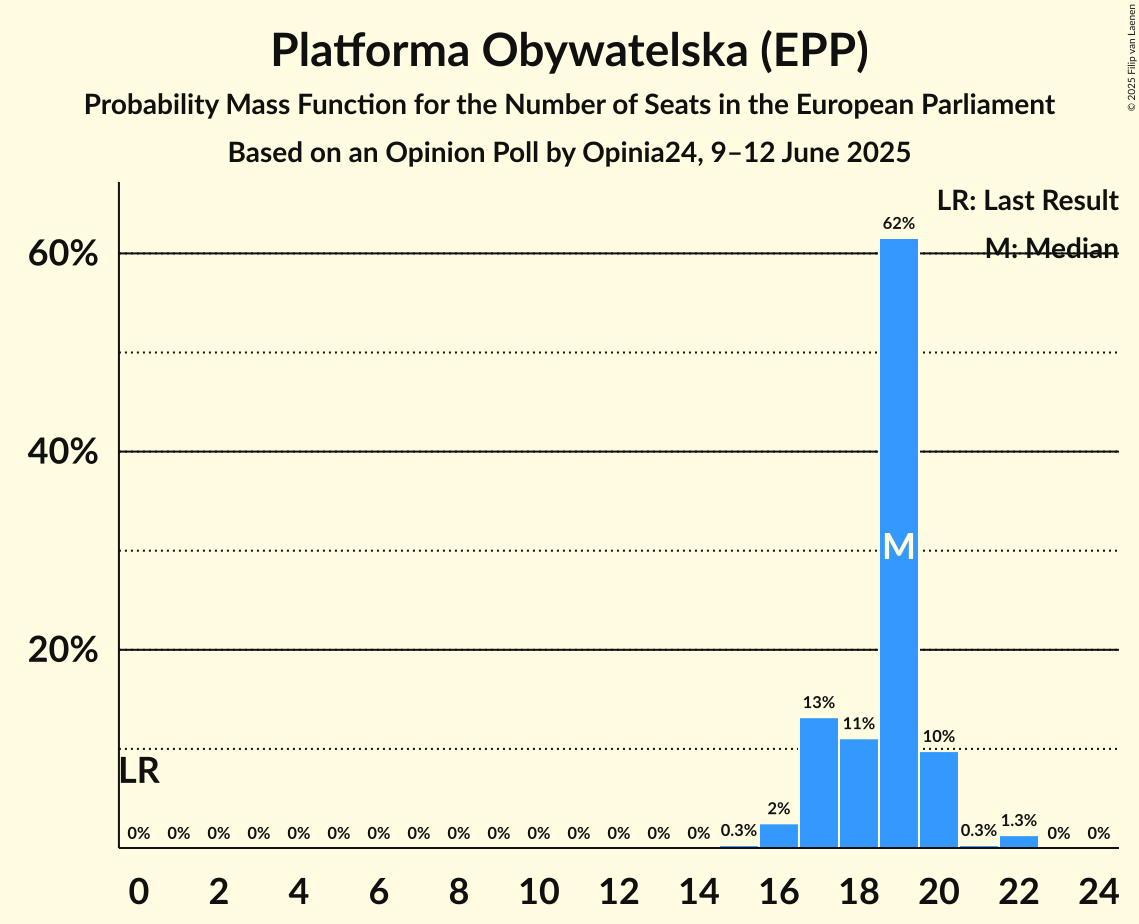 Platforma Obywatelska (EPP)
Probability Mass Function for the Number of Seats in the European Parliament
Based on an Opinion Poll by Opinia24, 9–12 June 2025
© 2025 Filip van Laenen
LR: Last Result
M: Median
60%
40%
20%
62%
M
13%
11%
10%
LR
0% 0% 0% 0% 0% 0% 0% 0% 0% 0% 0% 0% 0% 0% 0% 0.3% 2% 0.3% 1.3% 0% 0%
0 2 4 6 8 10 12 14 16 18 20 22 24